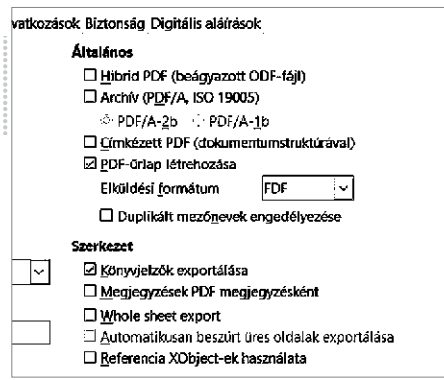 vatkozások Biztonság Digitális aláírások
Általános
Hibrid PDF (beágyazott ODF-fájl)
Archív (PDF/A, ISO 19005)
PDF/A-2b PDF/A-1b
Címkézett PDF (dokumentumstruktúrával)
PDF-űrlap létrehozása
Elküldési formátum FDF
Duplikált mezőnevek engedélyezése
Szerkezet
Könyvjelzők exportálása
Megjegyzések PDF megjegyzésként
Whole sheet export
Automatikusan beszúrt üres oldalak exportálása
Referencia XObject-ek használata